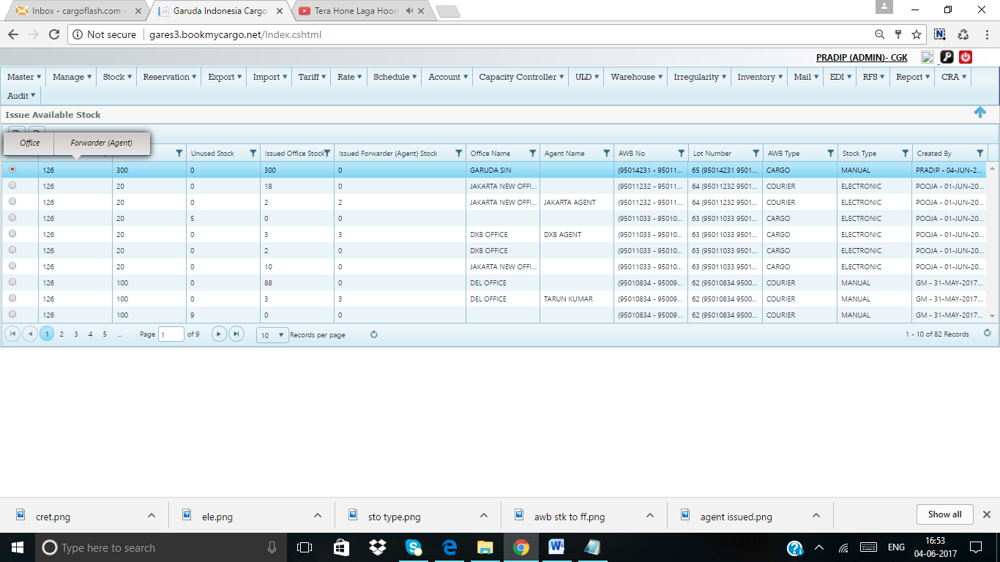 Inbox - cargoflash.com - Garuda Indonesia Cargo Tera Hone Laga Hoon
Not secure gares3.bookmycargo.net/Index.cshtml
PRADIP (ADMIN)- CGK
Master Manage Stock Reservation Export Import Tariff Rate Schedule Account Capacity Controller ULD Warehouse Irregularity Inventory Mail EDI RFS Report CRA
Audit
Issue Available Stock
Office Forwarder (Agent)
Unused Stock Issued Office Stock Issued Forwarder (Agent) Stock Office Name Agent Name AWB No Lot Number AWB Type Stock Type Created By
126 300 0 300 0 GARUDA SIN (95014231 - 95011... 65 (95014231 9501... CARGO MANUAL PRADIP - 04-JUN-2...
126 20 0 18 0 JAKARTA NEW OFFI... (95011232 - 95011... 64 (95011232 9501... COURIER ELECTRONIC POOJA - 01-JUN-20...
126 20 0 2 2 JAKARTA NEW OFFI... JAKARTA AGENT (95011232 - 95011... 64 (95011232 9501... COURIER ELECTRONIC POOJA - 01-JUN-20...
126 20 5 0 0 (95011033 - 95010... 63 (95011033 9501... CARGO ELECTRONIC POOJA - 01-JUN-20...
126 20 0 3 3 DXB OFFICE DXB AGENT (95011033 - 95010... 63 (95011033 9501... CARGO ELECTRONIC POOJA - 01-JUN-20...
126 20 0 2 0 DXB OFFICE (95011033 - 95010... 63 (95011033 9501... CARGO ELECTRONIC POOJA - 01-JUN-20...
126 20 0 10 0 JAKARTA NEW OFFI... (95011033 - 95010... 63 (95011033 9501... CARGO ELECTRONIC POOJA - 01-JUN-20...
126 100 0 88 0 DEL OFFICE (95010834 - 95009... 62 (95010834 9500... COURIER MANUAL GM - 31-MAY-2017...
126 100 0 3 3 DEL OFFICE TARUN KUMAR (95010834 - 95009... 62 (95010834 9500... COURIER MANUAL GM - 31-MAY-2017...
126 100 9 0 0 (95010834 - 95009... 62 (95010834 9500... COURIER MANUAL GM - 31-MAY-2017...
1 2 3 4 5 ... Page 1 of 9 10 Records per page 1 - 10 of 82 Records
cret.png ele.png sto type.png awb stk to ff.png agent issued.png Show all
Type here to search ENG 16:53
04-06-2017